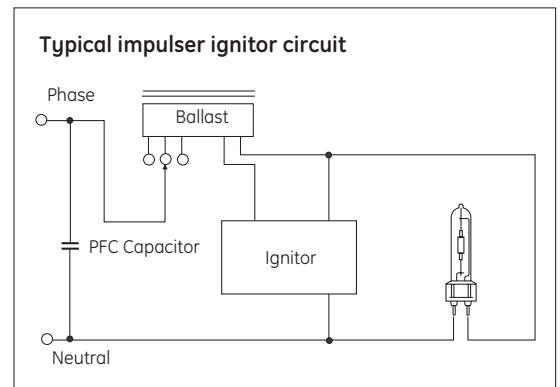 Typical impulser ignitor circuit
Phase
Ballast
PFC Capacitor
Ignitor
Neutral